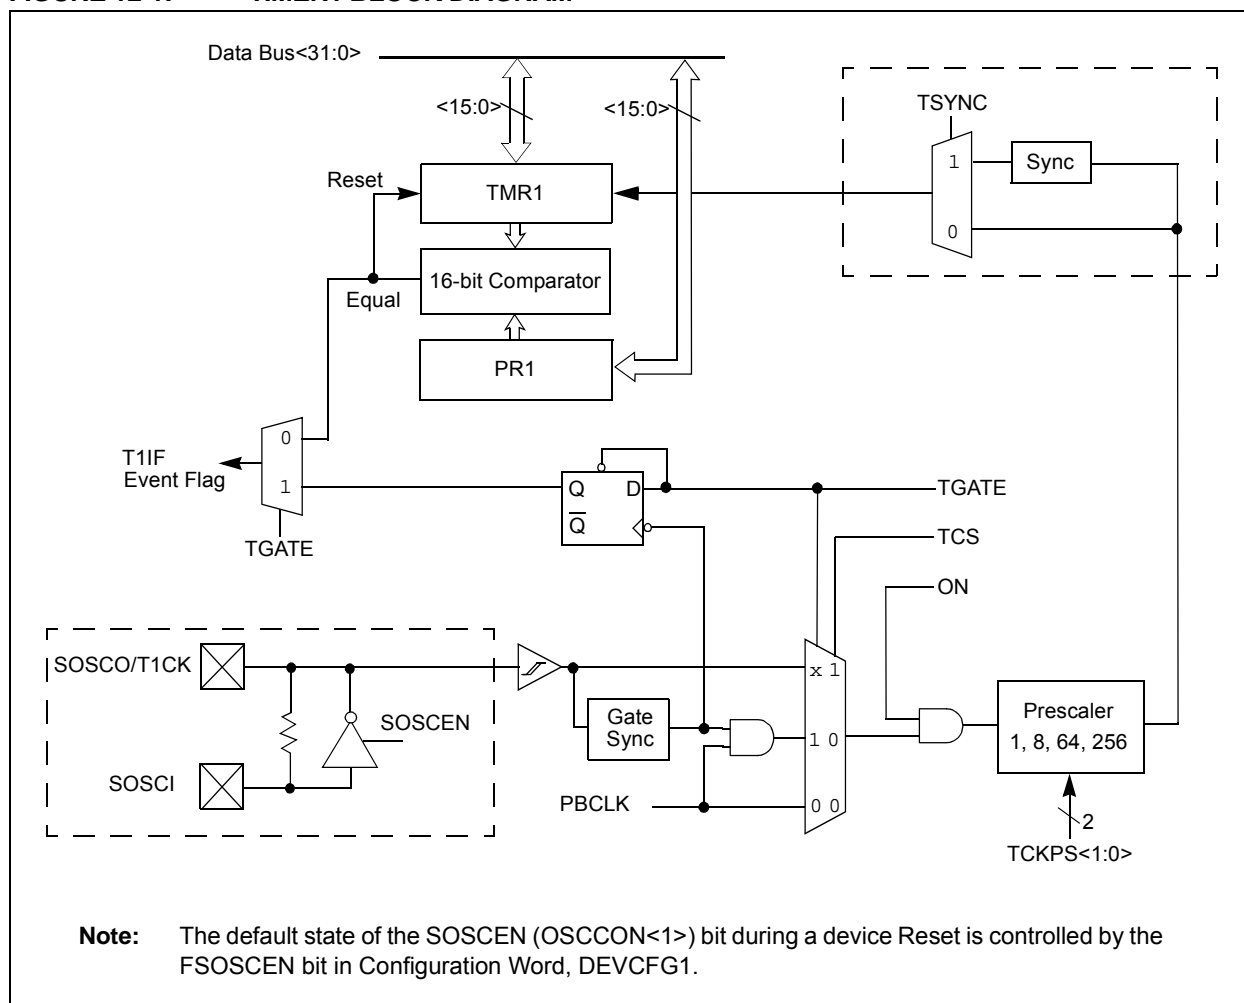 Data Bus<31:0>
<15:0>
<15:0>
TSYNC
1
Sync
0
Reset
TMR1
16-bit Comparator
Equal
PR1
0
1
T1IF
Event Flag
TGATE
Q
D
Q
TGATE
TCS
ON
SOSCO/T1CK
SOSCEN
SOSCI
Gate
Sync
PBCLK
x 1
1 0
0 0
Prescaler
1, 8, 64, 256
2
TCKPS<1:0>
Note: The default state of the SOSCEN (OSCCON<1>) bit during a device Reset is controlled by the
FSOSCEN bit in Configuration Word, DEVCFG1.